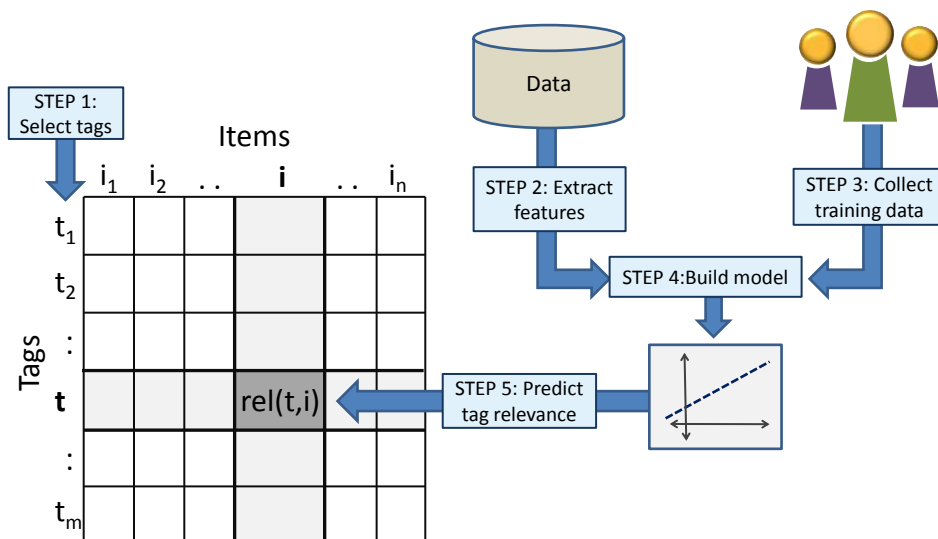 STEP 1:
Select tags
Items
i1 i2 . . i . . in
Tags
t1
t2
:
t
:
tm
rel(t,i)
Data
STEP 2: Extract
features
STEP 3: Collect
training data
STEP 4:Build model
STEP 5: Predict
tag relevance